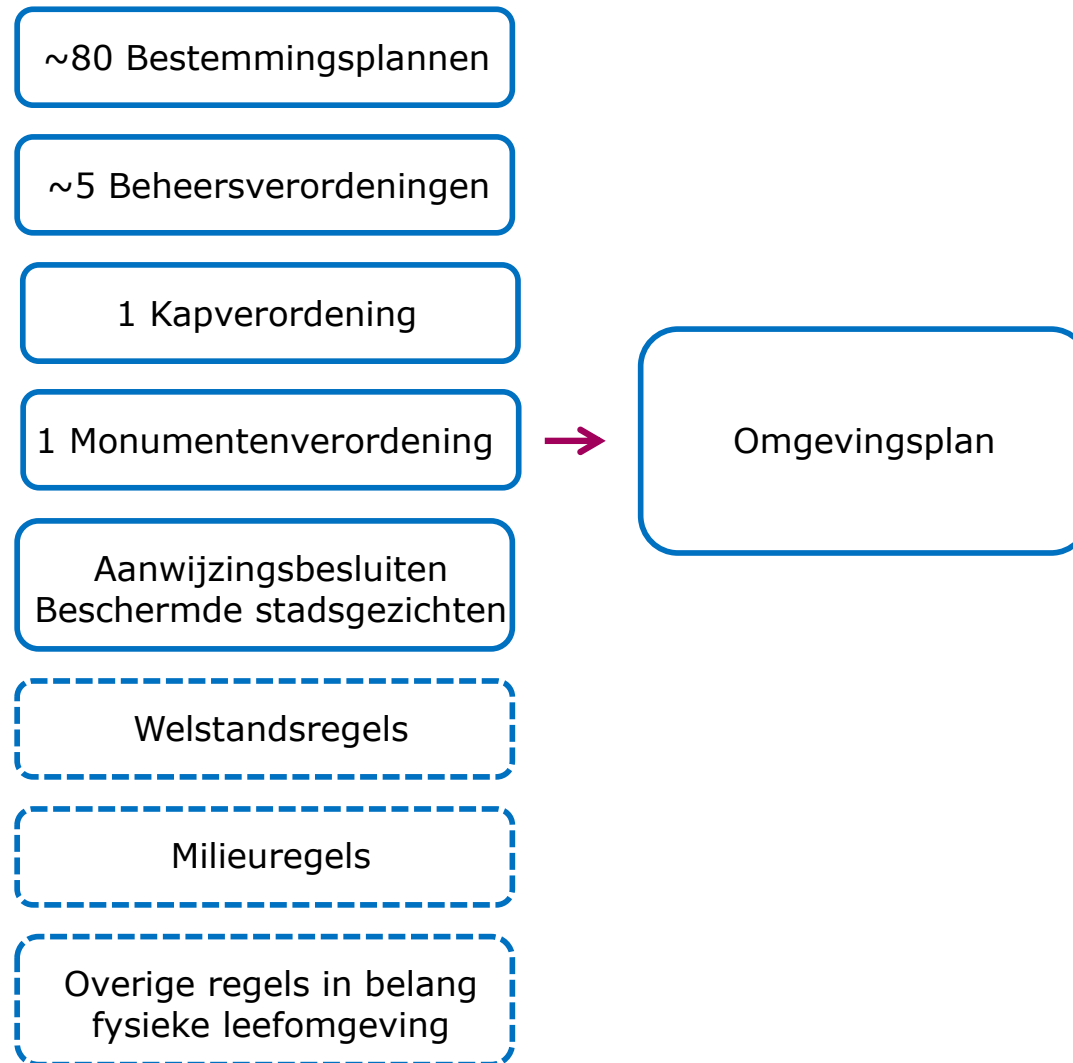 ~80 Bestemmingsplannen
~5 Beheersverordeningen
1 Kapverordening
1 Monumentenverordening
Aanwijzingsbesluiten
Beschermde stadsgezichten
Welstandsregels
Milieuregels
Overige regels in belang
fysieke leefomgeving
Omgevingsplan